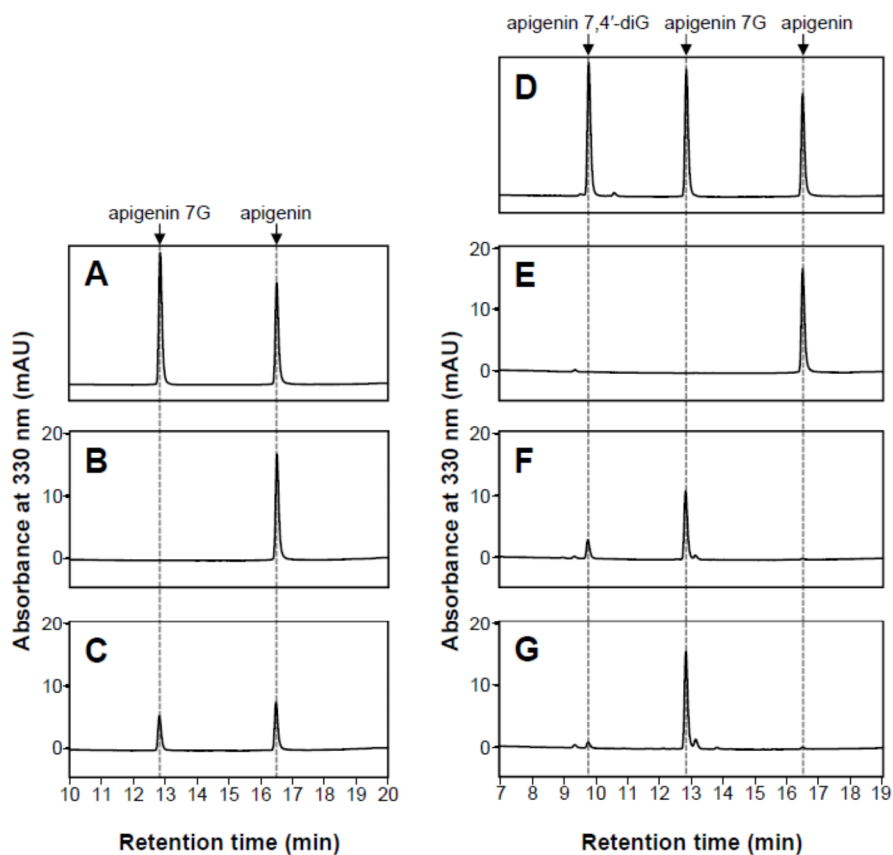 apigenin 7,4′-diG apigenin 7G apigenin
D
apigenin 7G apigenin
A
E
20
10
0
B
20
10
0
F
20
10
0
C
20
10
0
G
20
10
0
Absorbance at 330 nm (mAU)
Absorbance at 330 nm (mAU)
10 11 12 13 14 15 16 17 18 19 20
7 8 9 10 11 12 13 14 15 16 17 18 19
Retention time (min)
Retention time (min)